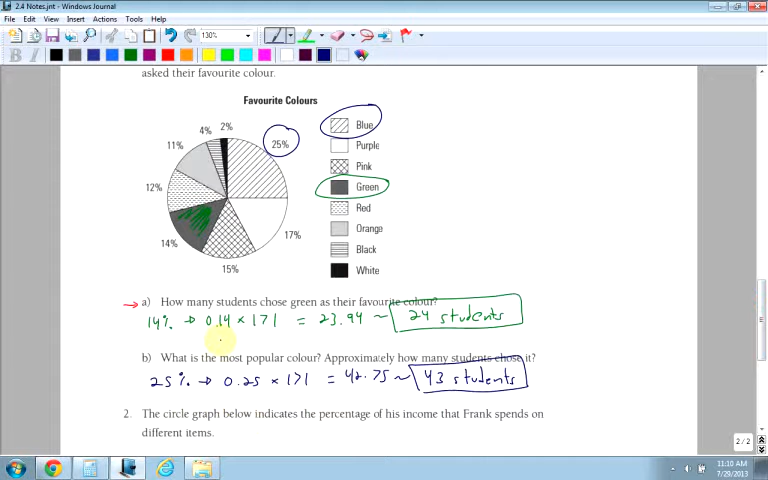 2.4 Notes.jnt - Windows Journal
File Edit View Insert Actions Tools Help
130%
B I
asked their favourite colour.
Favourite Colours
2%
4%
25%
11%
12%
14%
15%
17%
Blue
Purple
Pink
Green
Red
Orange
Black
White
a) How many students chose green as their favourite colour?
14% → 0.14 × 171 = 23.94 ~ 24 students
b) What is the most popular colour? Approximately how many students chose it?
25% → 0.25 × 171 = 42.75 ~ 43 students
2. The circle graph below indicates the percentage of his income that Frank spends on
different items.
2 / 2
11:10 AM
7/29/2013